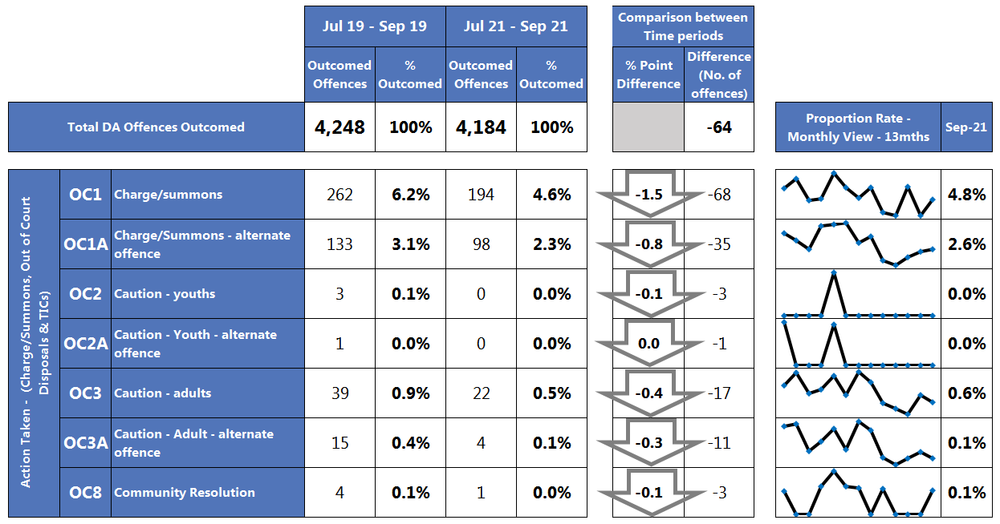 Jul 19 - Sep 19 Jul 21 - Sep 21 Comparison between
Time periods
Outcomed
Offences
%
Outcomed
Outcomed
Offences
%
Outcomed
% Point
Difference
Difference
(No. of
offences)
Total DA Offences Outcomed 4,248 100% 4,184 100% -64
Proportion Rate -
Monthly View - 13mths
Sep-21
Action Taken - (Charge/Summons, Out of Court
Disposals & TICs)
OC1 Charge/summons 262 6.2% 194 4.6% -1.5 -68 4.8%
OC1A Charge/Summons - alternate
offence 133 3.1% 98 2.3% -0.8 -35 2.6%
OC2 Caution - youths 3 0.1% 0 0.0% -0.1 -3 0.0%
OC2A Caution - Youth - alternate
offence 1 0.0% 0 0.0% 0.0 -1 0.0%
OC3 Caution - adults 39 0.9% 22 0.5% -0.4 -17 0.6%
OC3A Caution - Adult - alternate
offence 15 0.4% 4 0.1% -0.3 -11 0.1%
OC8 Community Resolution 4 0.1% 1 0.0% -0.1 -3 0.1%